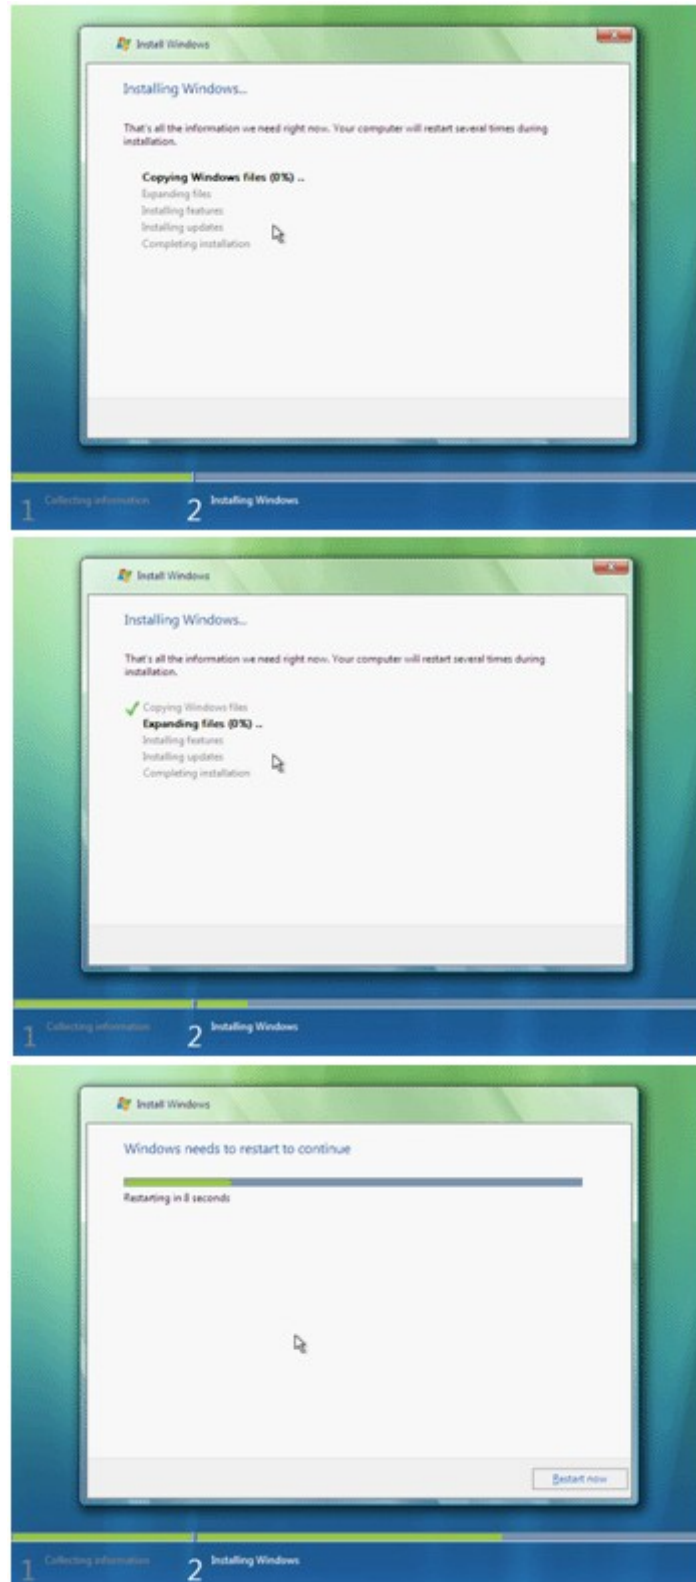 Install Windows
Installing Windows...
That's all the information we need right now. Your computer will restart several times during
installation.
Copying Windows files (0%) ..
Expanding files
Installing features
Installing updates
Completing installation
1 Collecting information 2 Installing Windows
Install Windows
Installing Windows...
That's all the information we need right now. Your computer will restart several times during
installation.
Copying Windows files
Expanding files (0%) ..
Installing features
Installing updates
Completing installation
1 Collecting information 2 Installing Windows
Install Windows
Windows needs to restart to continue
Restarting in 8 seconds
Restart now
1 Collecting information 2 Installing Windows